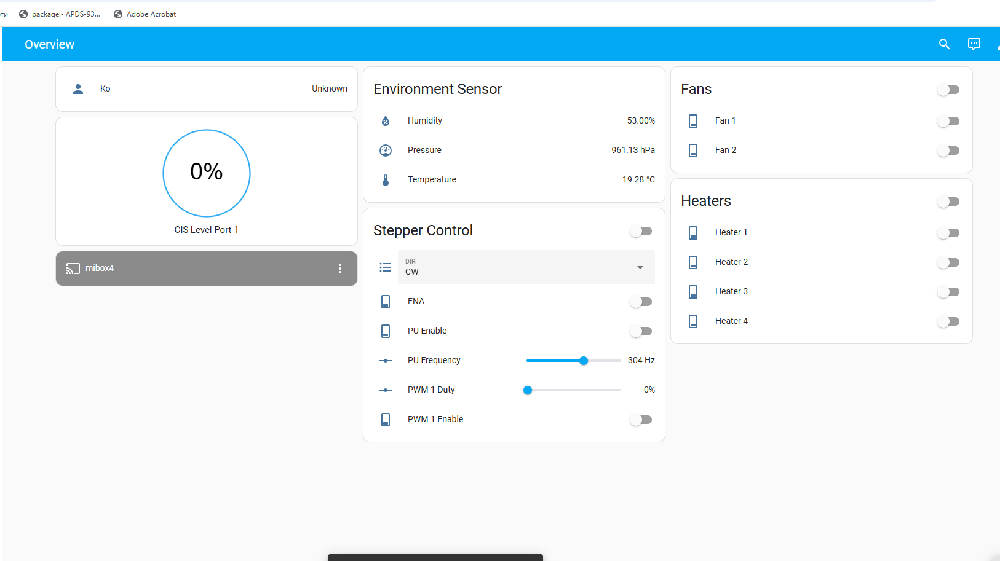 package:- APDS-93...
Adobe Acrobat
Overview
Ko
Unknown
0%
CIS Level Port 1
mibox4
Environment Sensor
Humidity
53.00%
Pressure
961.13 hPa
Temperature
19.28 °C
Stepper Control
DIR
CW
ENA
PU Enable
PU Frequency
304 Hz
PWM 1 Duty
0%
PWM 1 Enable
Fans
Fan 1
Fan 2
Heaters
Heater 1
Heater 2
Heater 3
Heater 4